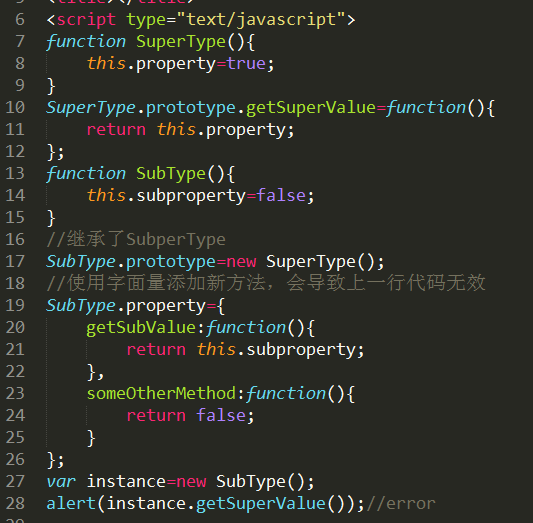 5 <title></title>
6 <script type="text/javascript">
7 function SuperType(){
8     this.property=true;
9 }
10 SuperType.prototype.getSuperValue=function(){
11     return this.property;
12 };
13 function SubType(){
14     this.subproperty=false;
15 }
16 //继承了SubperType
17 SubType.prototype=new SuperType();
18 //使用字面量添加新方法，会导致上一行代码无效
19 SubType.property={
20     getSubValue:function(){
21         return this.subproperty;
22     },
23     someOtherMethod:function(){
24         return false;
25     }
26 };
27 var instance=new SubType();
28 alert(instance.getSuperValue());//error